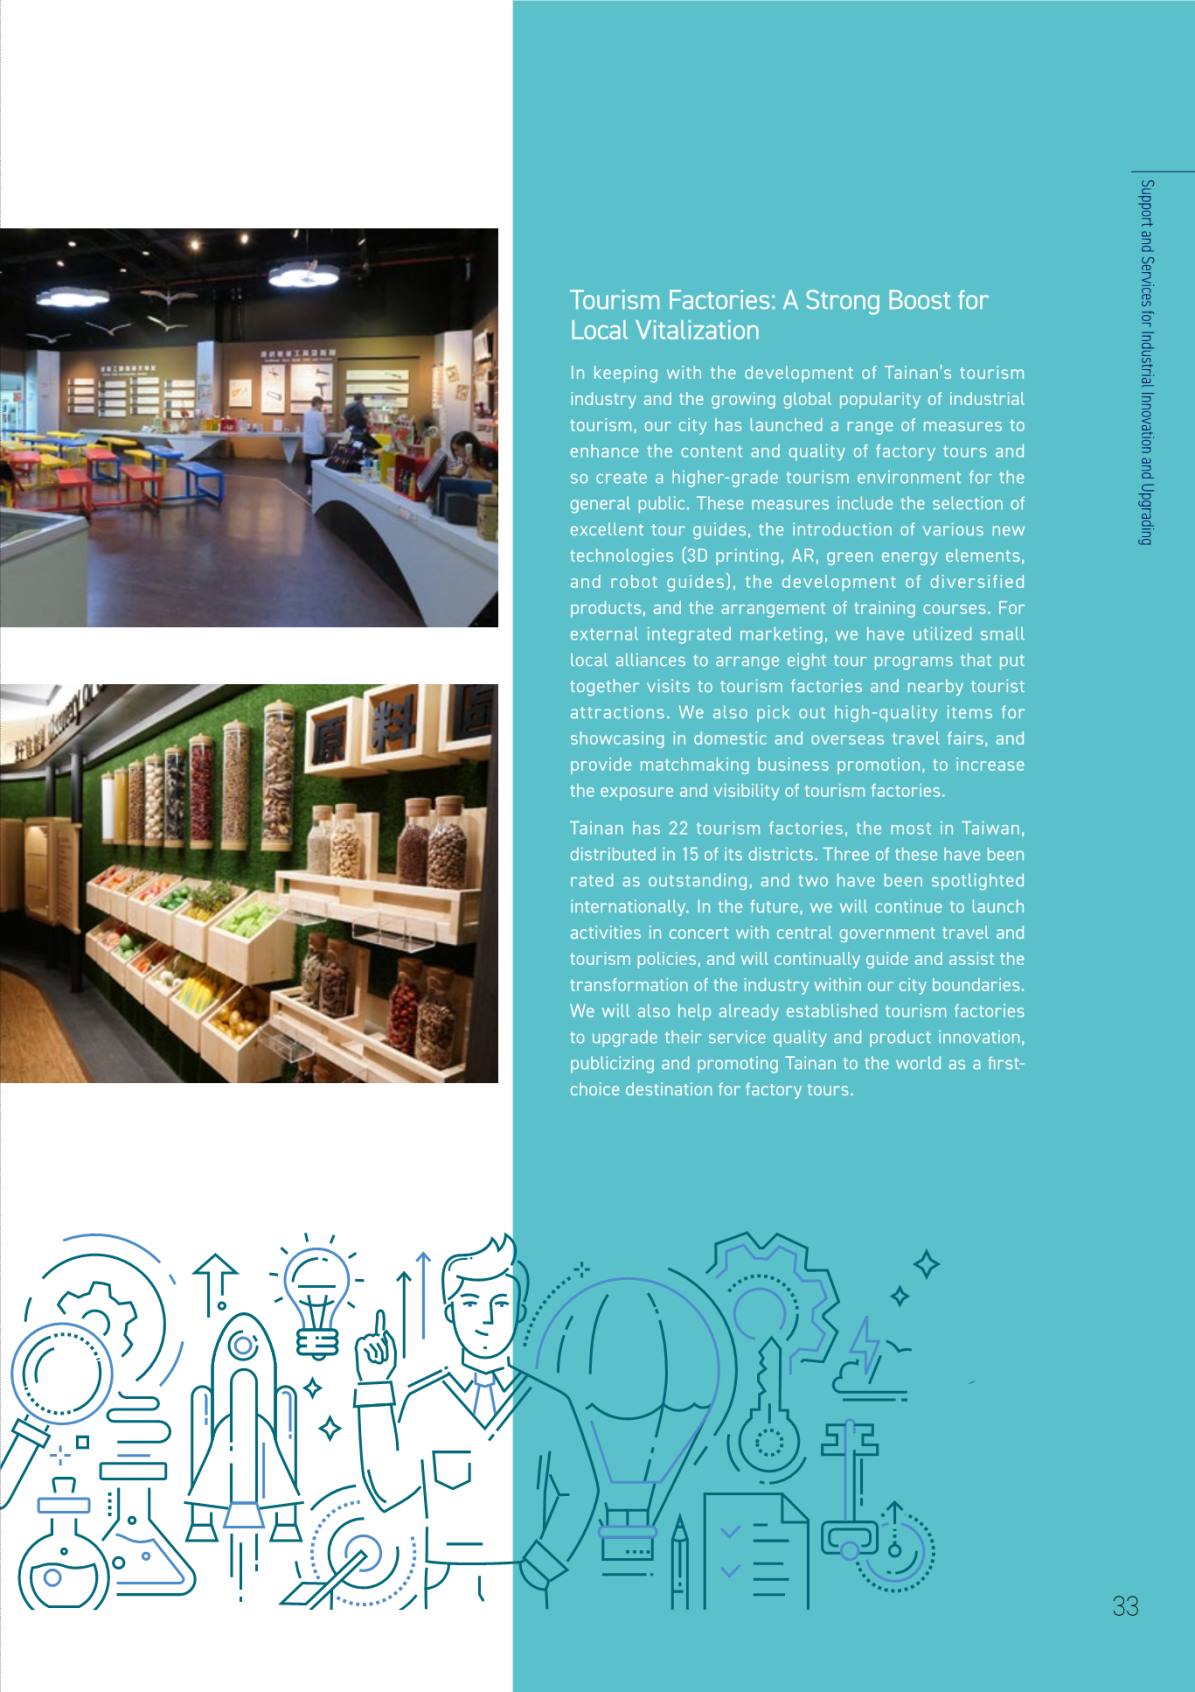 Support and Services for Industrial Innovation and Upgrading
Tourism Factories: A Strong Boost for
Local Vitalization
In keeping with the development of Tainan's tourism
industry and the growing global popularity of industrial
tourism, our city has launched a range of measures to
enhance the content and quality of factory tours and
so create a higher-grade tourism environment for the
general public. These measures include the selection of
excellent tour guides, the introduction of various new
technologies (3D printing, AR, green energy elements,
and robot guides), the development of diversified
products, and the arrangement of training courses. For
external integrated marketing, we have utilized small
local alliances to arrange eight tour programs that put
together visits to tourism factories and nearby tourist
attractions. We also pick out high-quality items for
showcasing in domestic and overseas travel fairs, and
provide matchmaking business promotion, to increase
the exposure and visibility of tourism factories.
Tainan has 22 tourism factories, the most in Taiwan,
distributed in 15 of its districts. Three of these have been
rated as outstanding, and two have been spotlighted
internationally. In the future, we will continue to launch
activities in concert with central government travel and
tourism policies, and will continually guide and assist the
transformation of the industry within our city boundaries.
We will also help already established tourism factories
to upgrade their service quality and product innovation,
publicizing and promoting Tainan to the world as a first-
choice destination for factory tours.
原料
33